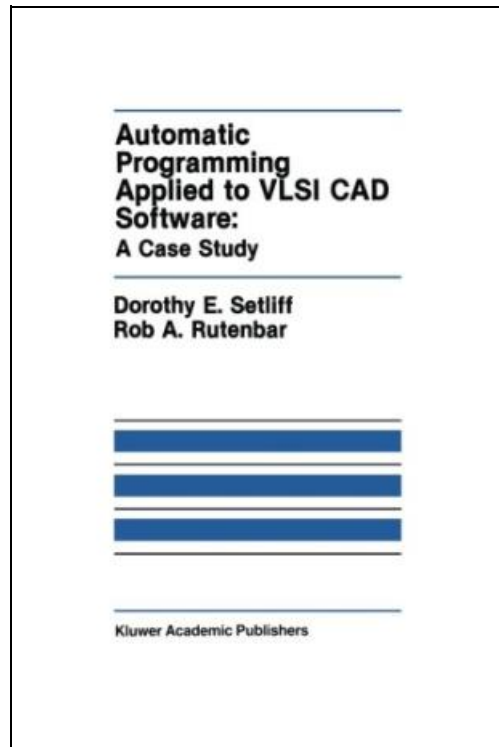 Automatic
Programming
Applied to VLSI CAD
Software:
A Case Study
Dorothy E. Setliff
Rob A. Rutenbar
Kluwer Academic Publishers